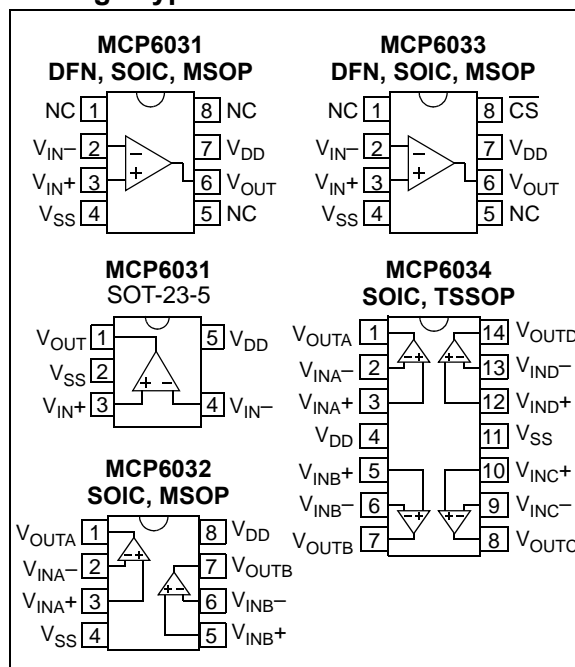 MCP6031
DFN, SOIC, MSOP
NC 1 8 NC
VIN– 2 7 VDD
VIN+ 3 6 VOUT
VSS 4 5 NC
– +
MCP6033
DFN, SOIC, MSOP
NC 1 8 C̅S̅
VIN– 2 7 VDD
VIN+ 3 6 VOUT
VSS 4 5 NC
– +
MCP6031
SOT-23-5
VOUT 1 5 VDD
VSS 2
VIN+ 3 4 VIN–
+ –
MCP6034
SOIC, TSSOP
VOUTA 1 14 VOUTD
VINA– 2 13 VIND–
VINA+ 3 12 VIND+
VDD 4 11 VSS
VINB+ 5 10 VINC+
VINB– 6 9 VINC–
VOUTB 7 8 VOUTC
- + + -
- + + -
MCP6032
SOIC, MSOP
VOUTA 1 8 VDD
VINA– 2 7 VOUTB
VINA+ 3 6 VINB–
VSS 4 5 VINB+
- + + -